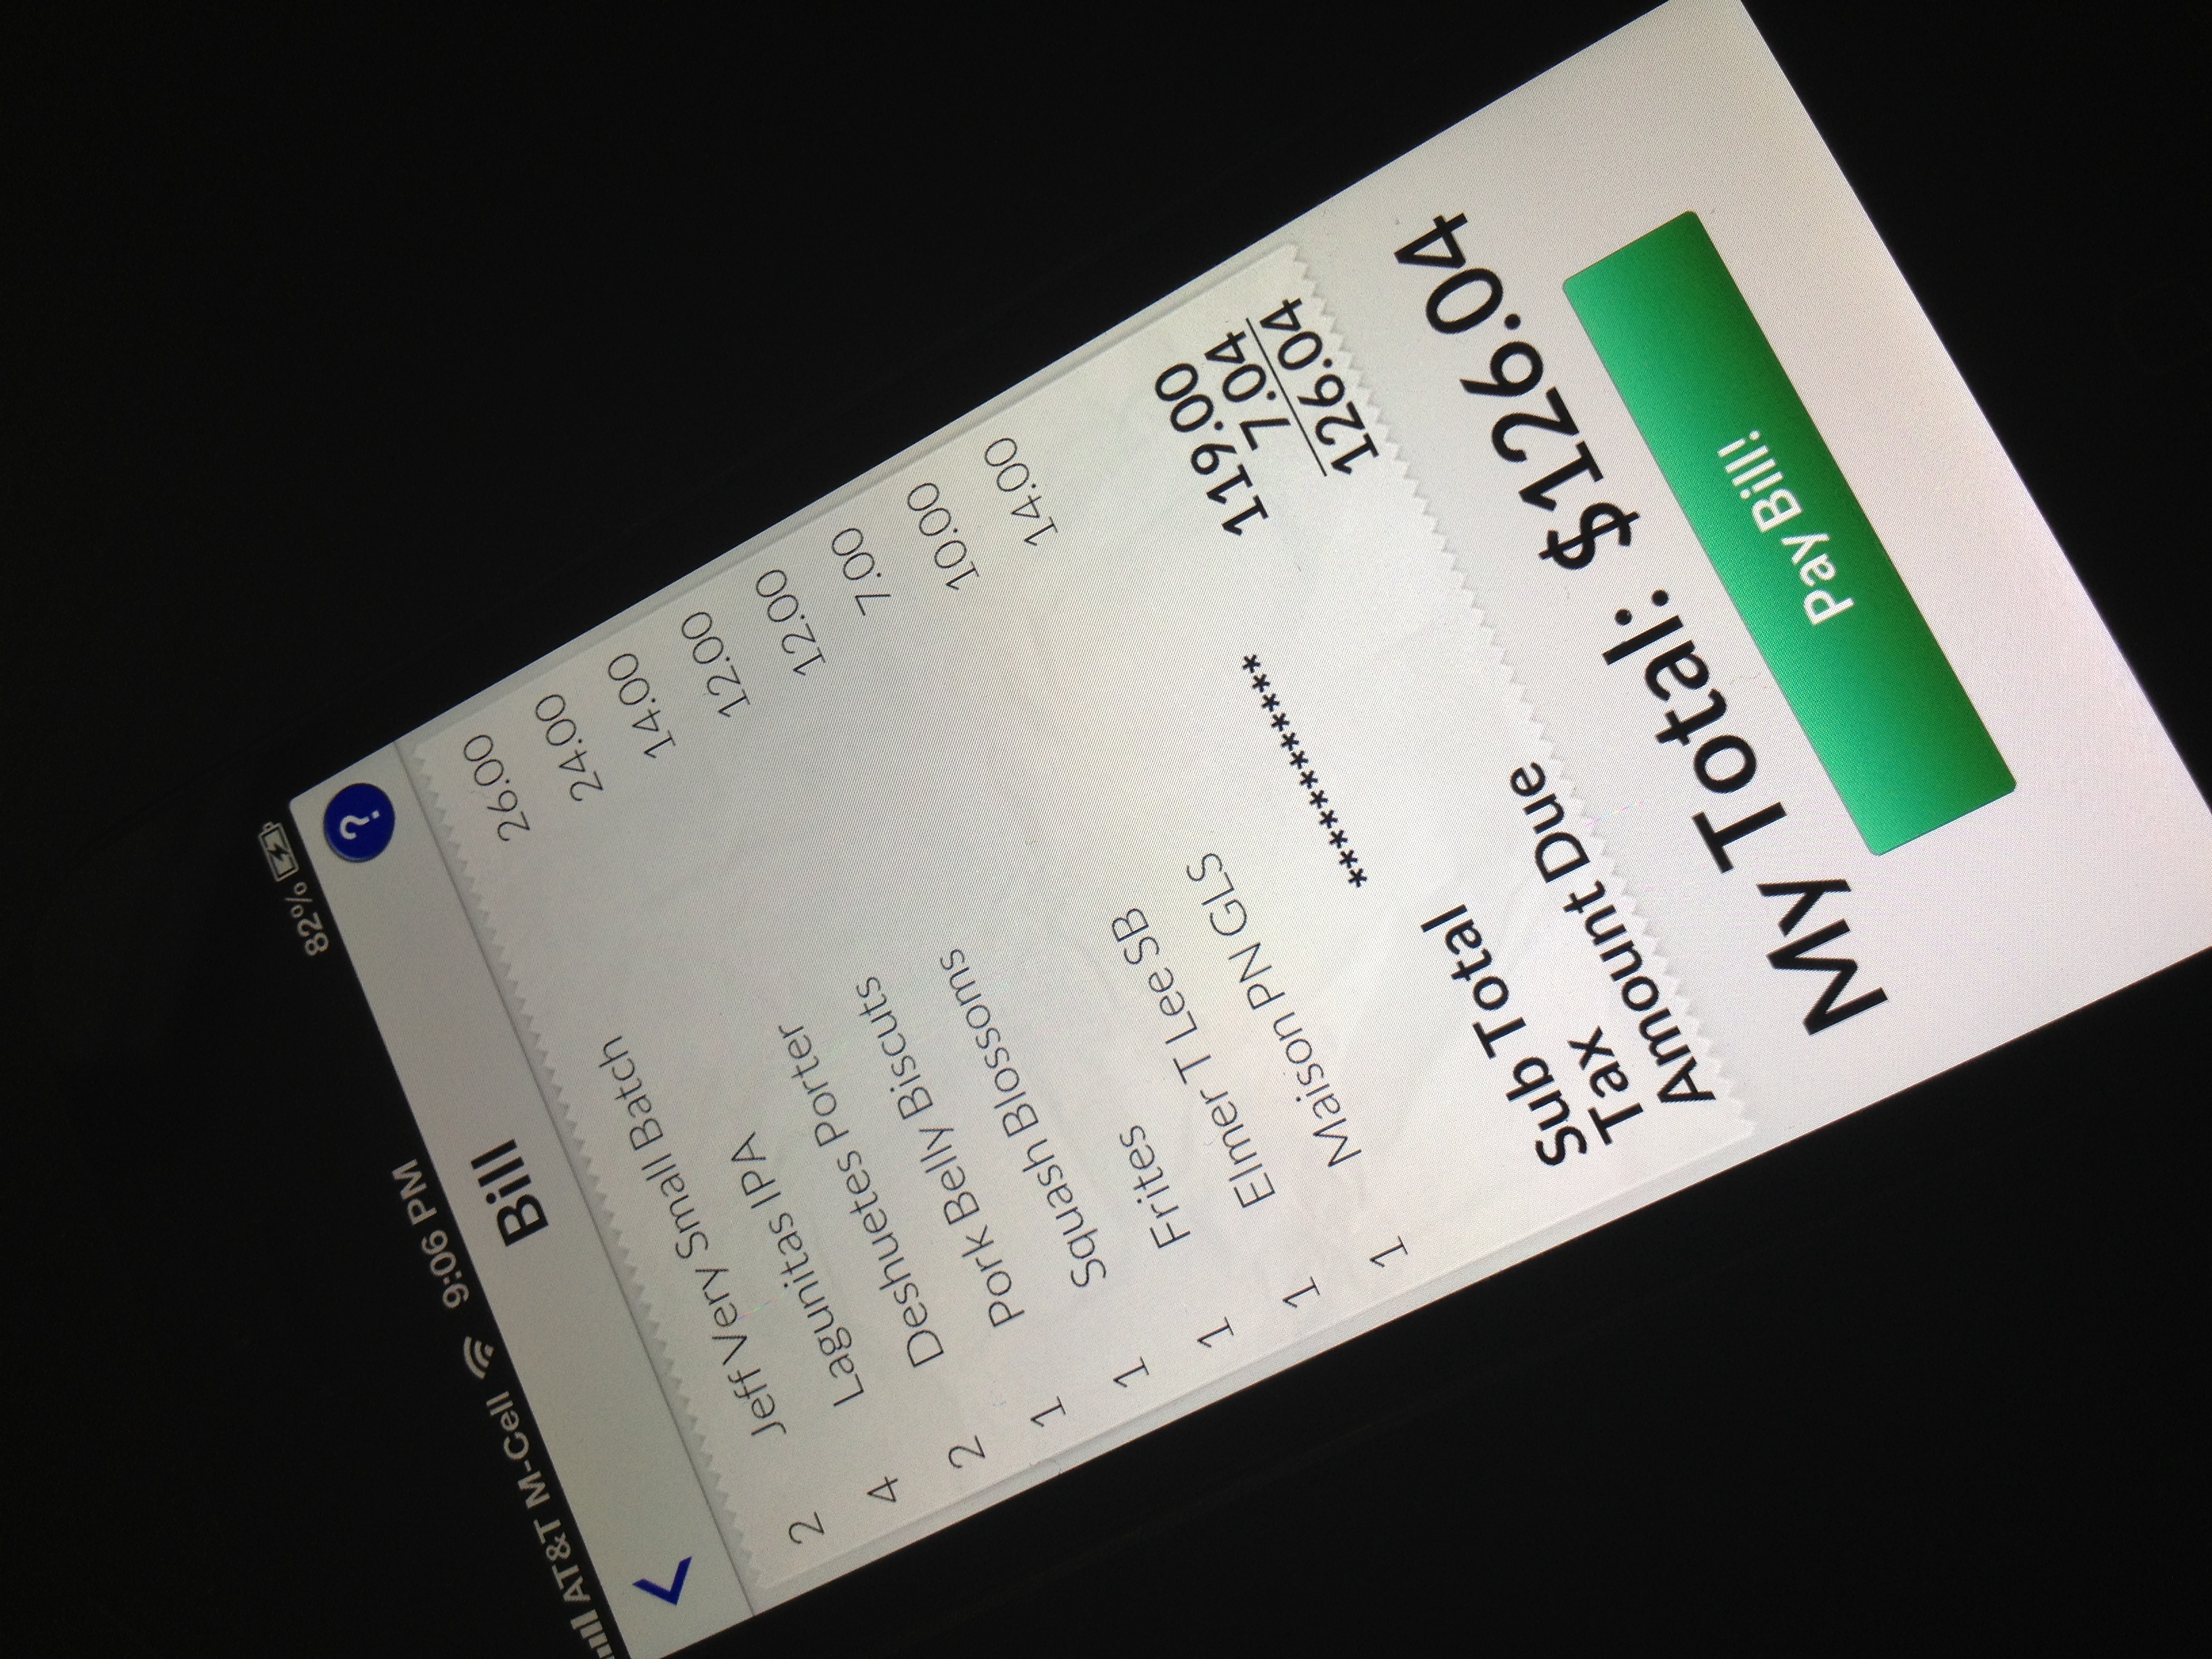 AT&T M-Cell 9:06 PM 82%
< Bill ?
2 Jeff Very Small Batch 26.00
4 Lagunitas IPA 24.00
2 Deshuetes Porter 14.00
1 Pork Belly Biscuts 12.00
1 Squash Blossoms 12.00
1 Frites 7.00
1 Elmer T Lee SB 10.00
1 Maison PN GLS 14.00
************
Sub Total 119.00
Tax 7.04
Amount Due 126.04
My Total: $126.04
Pay Bill!